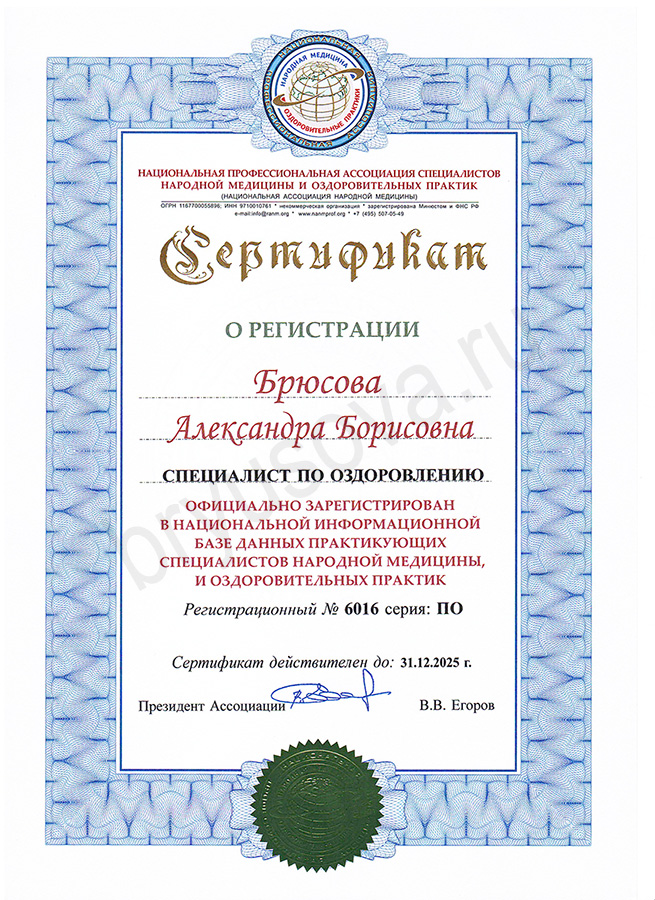 НАРОДНАЯ МЕДИЦИНА
ОЗДОРОВИТЕЛЬНЫЕ ПРАКТИКИ
НАЦИОНАЛЬНАЯ ПРОФЕССИОНАЛЬНАЯ АССОЦИАЦИЯ СПЕЦИАЛИСТОВ
НАРОДНОЙ МЕДИЦИНЫ И ОЗДОРОВИТЕЛЬНЫХ ПРАКТИК
(НАЦИОНАЛЬНАЯ АССОЦИАЦИЯ НАРОДНОЙ МЕДИЦИНЫ)
ОГРН 1157700055896; ИНН 9710010761 * некоммерческая организация * зарегистрирована Минюстом и ФНС РФ
e-mail:info@ranm.org * www.nanmprof.org * +7 (495) 507-05-49
Сертификат
О РЕГИСТРАЦИИ
Брюсова
Александра Борисовна
СПЕЦИАЛИСТ ПО ОЗДОРОВЛЕНИЮ
ОФИЦИАЛЬНО ЗАРЕГИСТРИРОВАН
В НАЦИОНАЛЬНОЙ ИНФОРМАЦИОННОЙ
БАЗЕ ДАННЫХ ПРАКТИКУЮЩИХ
СПЕЦИАЛИСТОВ НАРОДНОЙ МЕДИЦИНЫ,
И ОЗДОРОВИТЕЛЬНЫХ ПРАКТИК
Регистрационный № 6016 серия: ПО
Сертификат действителен до: 31.12.2025 г.
Президент Ассоциации В.В. Егоров
bryusova.ru